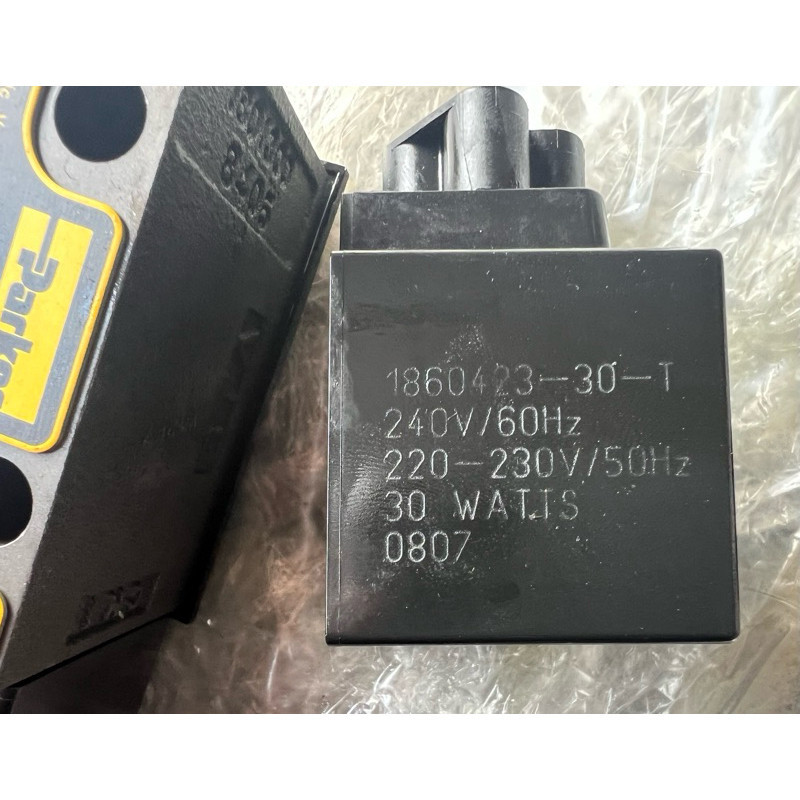 Parker
1860423-30-T
240V/60Hz
220-230V/50Hz
30 WATTS
0807